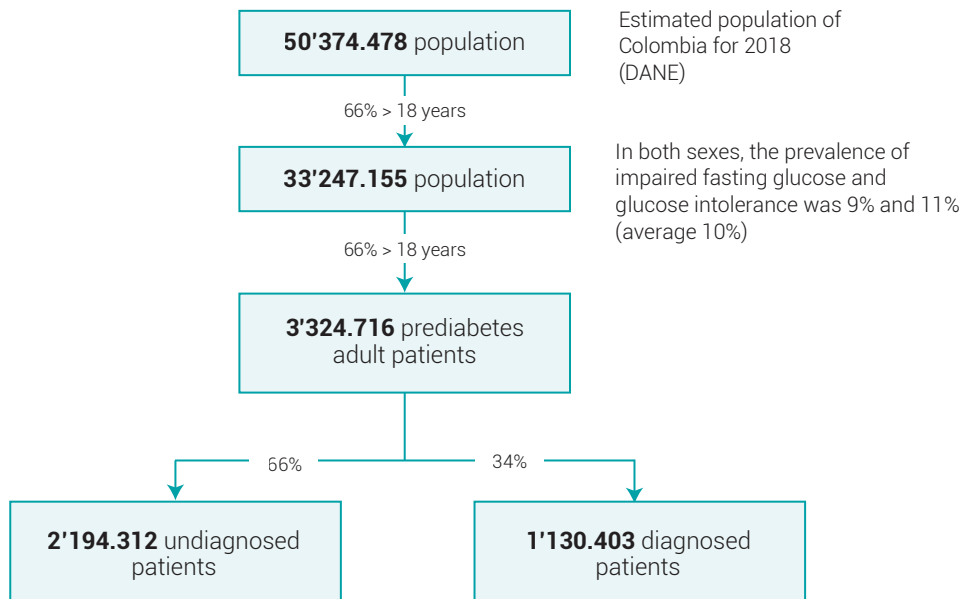 50'374.478 population
Estimated population of
Colombia for 2018
(DANE)
66% > 18 years
33'247.155 population
In both sexes, the prevalence of
impaired fasting glucose and
glucose intolerance was 9% and 11%
(average 10%)
66% > 18 years
3'324.716 prediabetes
adult patients
66%
34%
2'194.312 undiagnosed
patients
1'130.403 diagnosed
patients